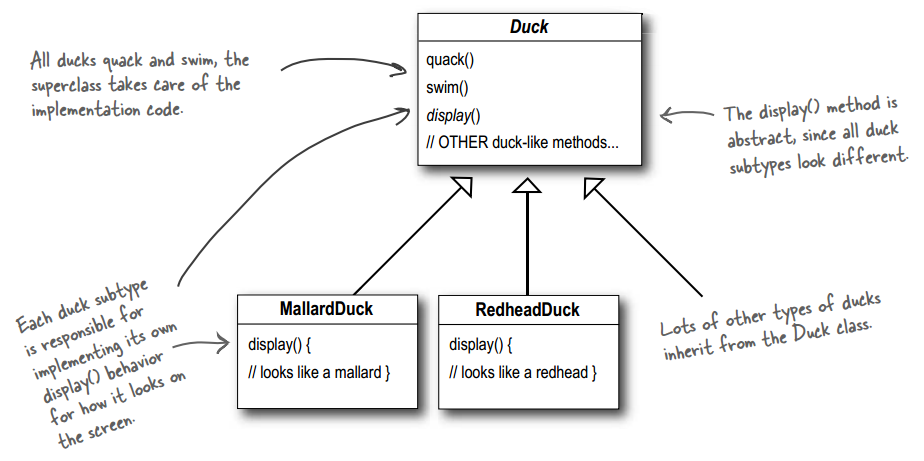 Duck
quack()
swim()
display()
// OTHER duck-like methods...
All ducks quack and swim, the
superclass takes care of the
implementation code.
The display() method is
abstract, since all duck
subtypes look different.
Each duck subtype
is responsible for
implementing its own
display() behavior
for how it looks on
the screen.
MallardDuck
display() {
// looks like a mallard }
RedheadDuck
display() {
// looks like a redhead }
Lots of other types of ducks
inherit from the Duck class.